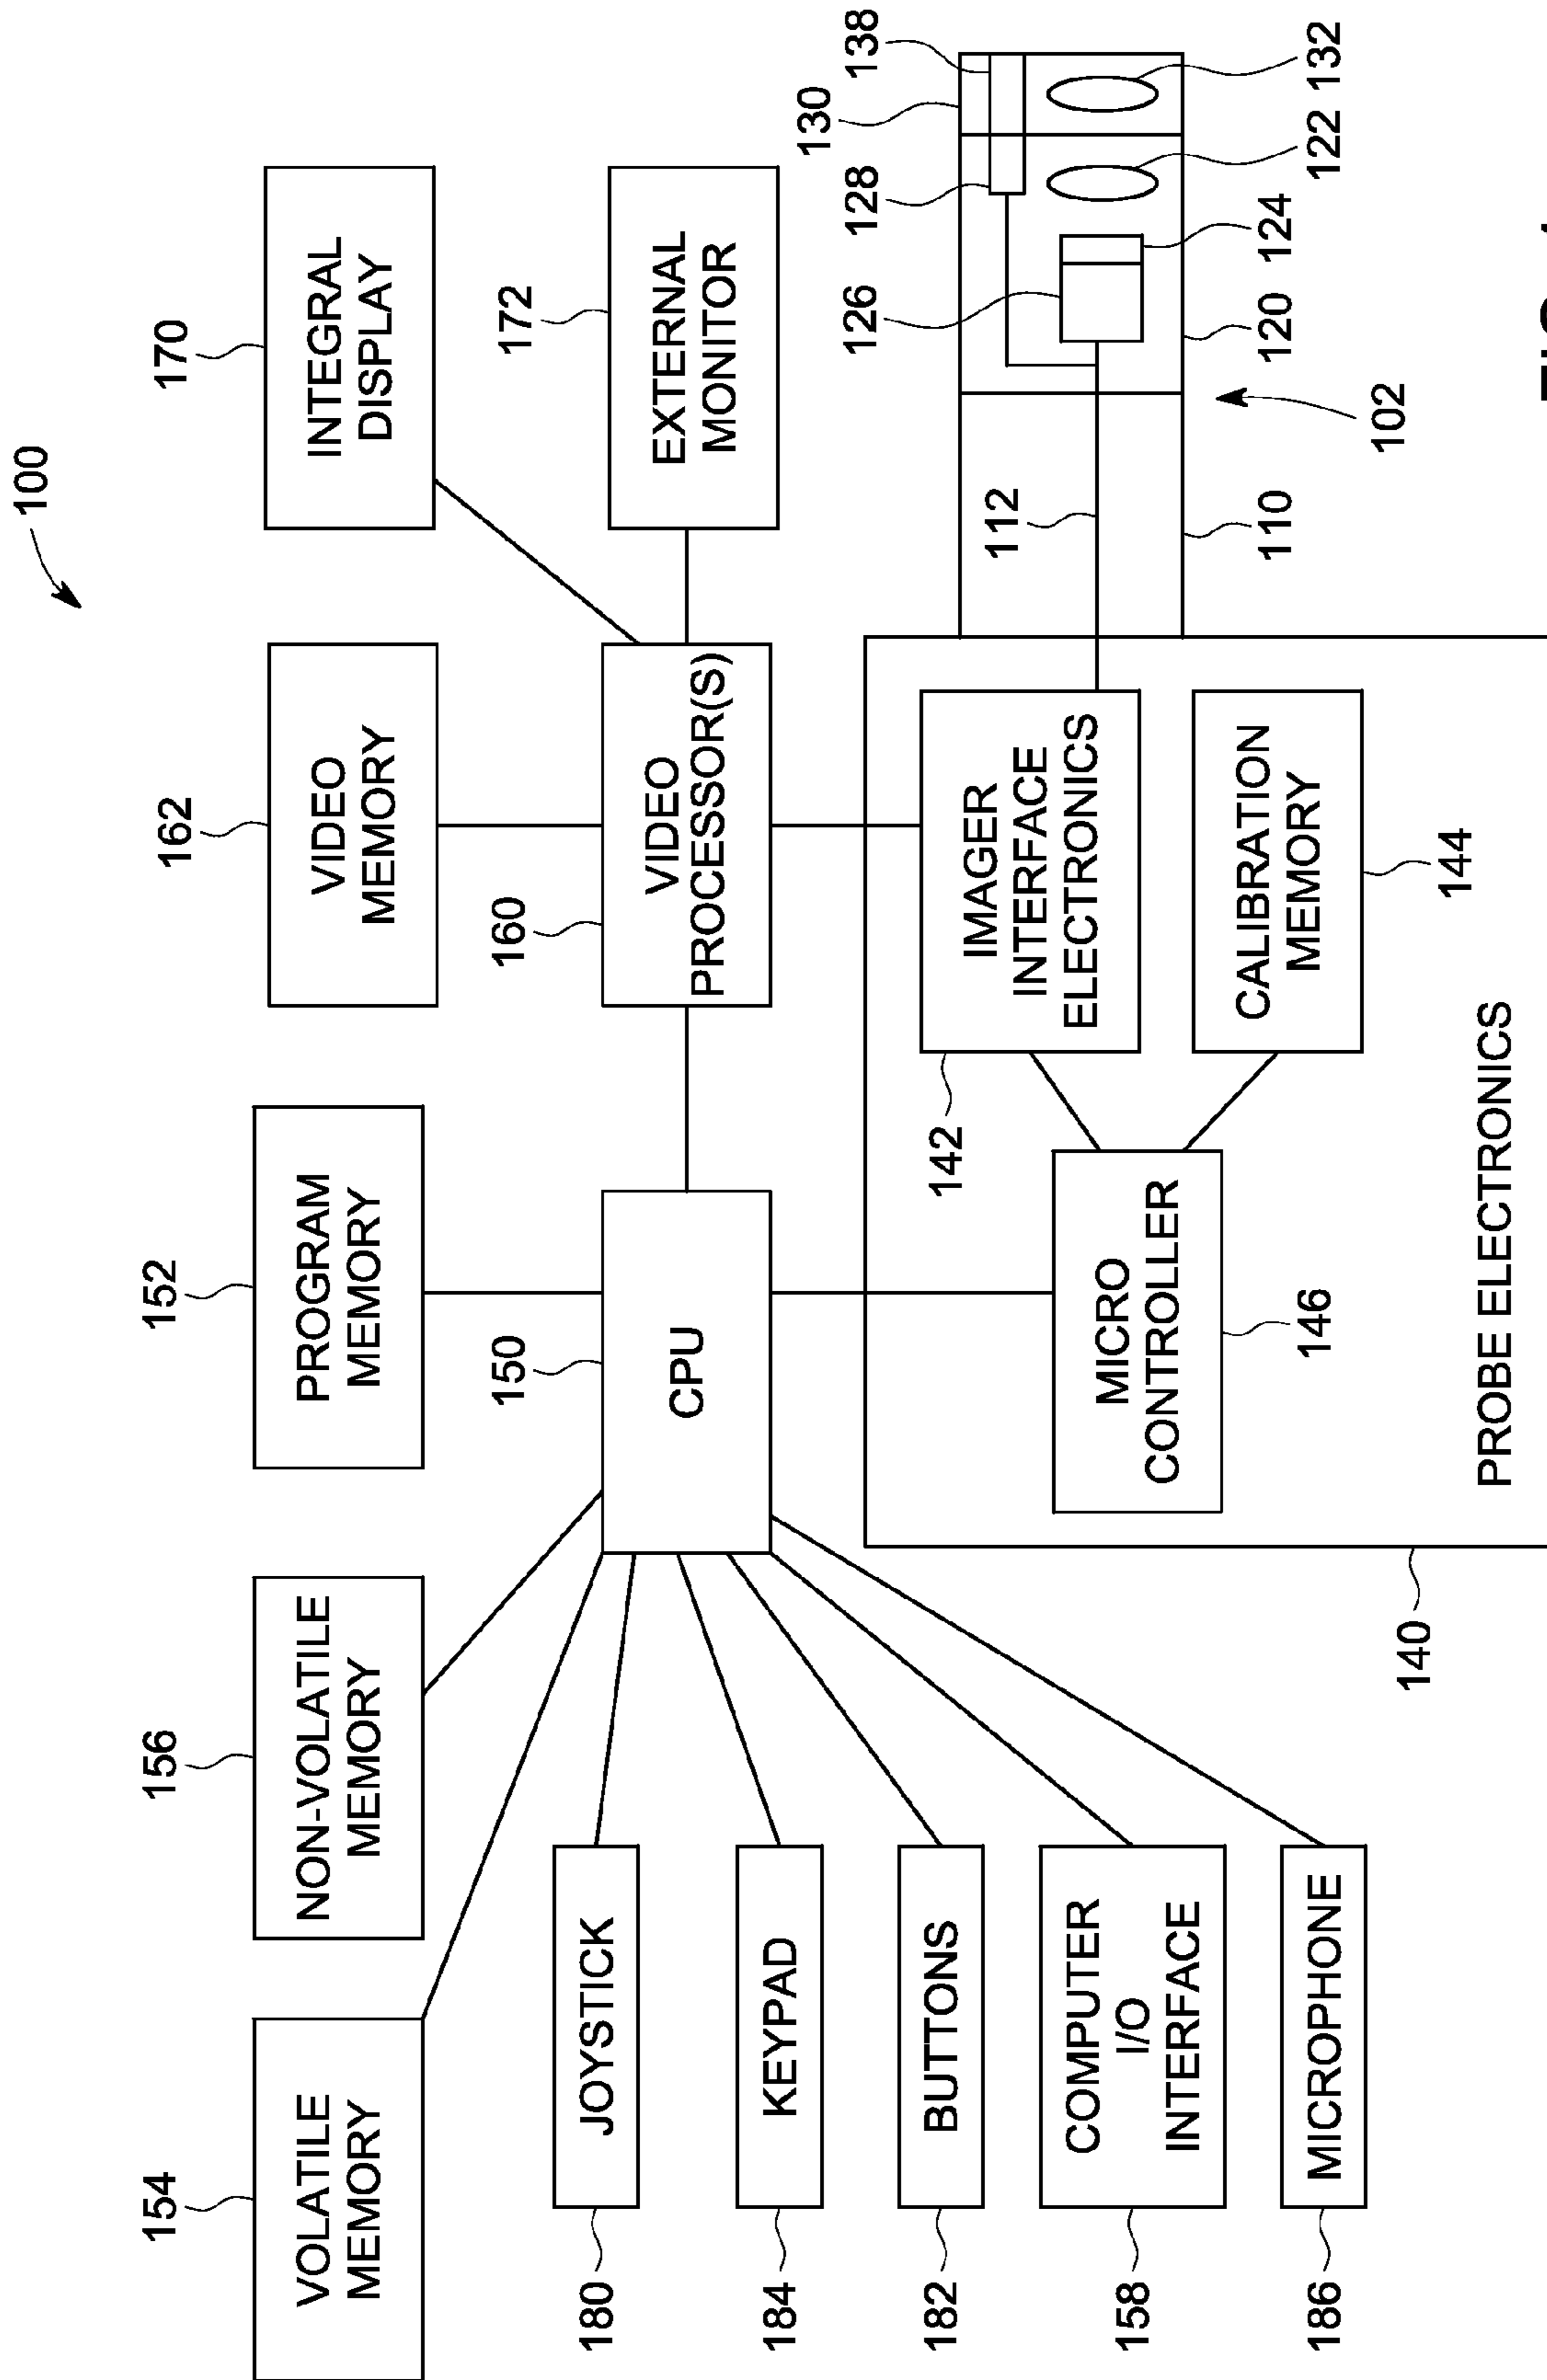 100
154
156
152
162
170
VOLATILE
MEMORY
NON-VOLATILE
MEMORY
PROGRAM
MEMORY
VIDEO
MEMORY
INTEGRAL
DISPLAY
180
JOYSTICK
184
KEYPAD
182
BUTTONS
158
COMPUTER
I/O
INTERFACE
186
MICROPHONE
150
CPU
160
VIDEO
PROCESSOR(S)
172
EXTERNAL
MONITOR
140
142
IMAGER
INTERFACE
ELECTRONICS
MICRO
CONTROLLER
146
CALIBRATION
MEMORY
144
PROBE ELECTRONICS
130
126
128
138
112
110
120
124
122
132
102
FIG.